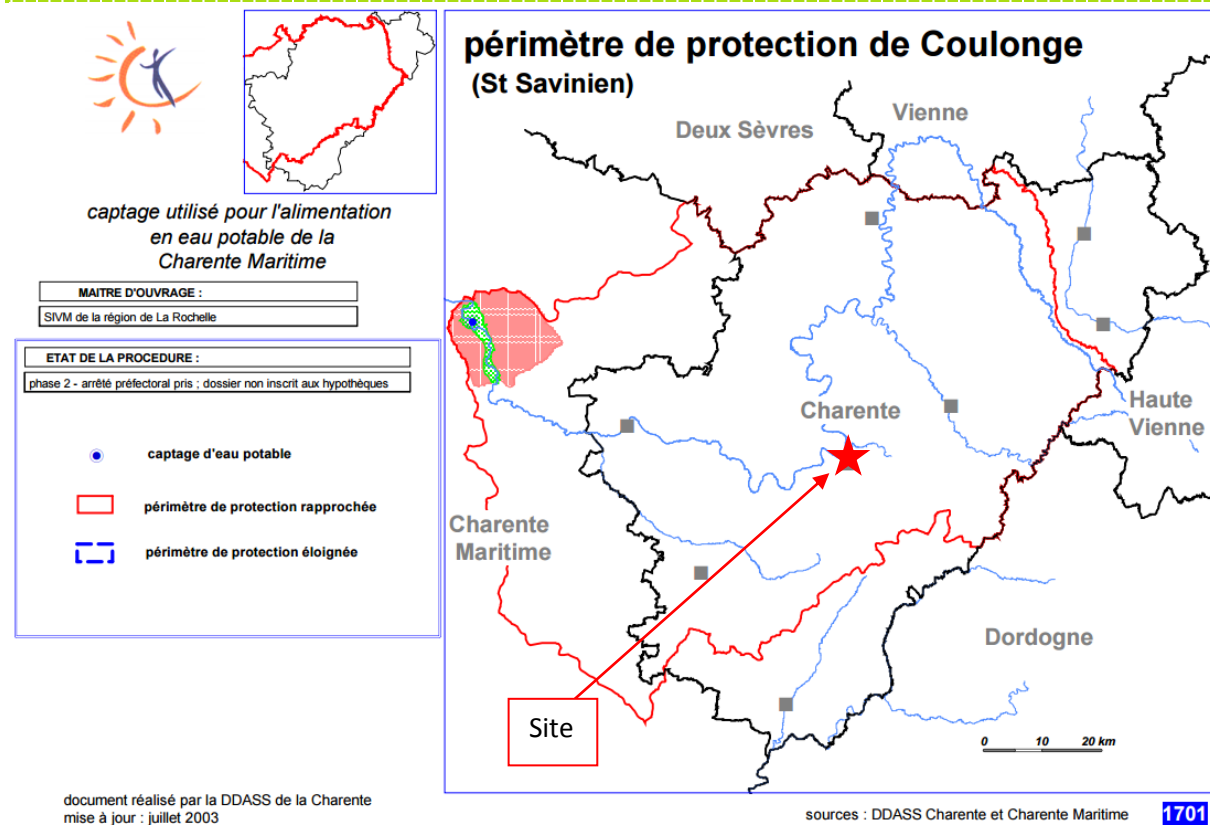 périmètre de protection de Coulonge
(St Savinien)
captage utilisé pour l'alimentation
en eau potable de la
Charente Maritime
MAITRE D'OUVRAGE :
SIVM de la région de La Rochelle
ETAT DE LA PROCEDURE :
phase 2 - arrêté préfectoral pris ; dossier non inscrit aux hypothèques
captage d'eau potable
périmètre de protection rapprochée
périmètre de protection éloignée
Deux Sèvres
Vienne
Charente
Haute
Vienne
Charente
Maritime
Dordogne
Site
0 10 20 km
document réalisé par la DDASS de la Charente
mise à jour : juillet 2003
sources : DDASS Charente et Charente Maritime
1701